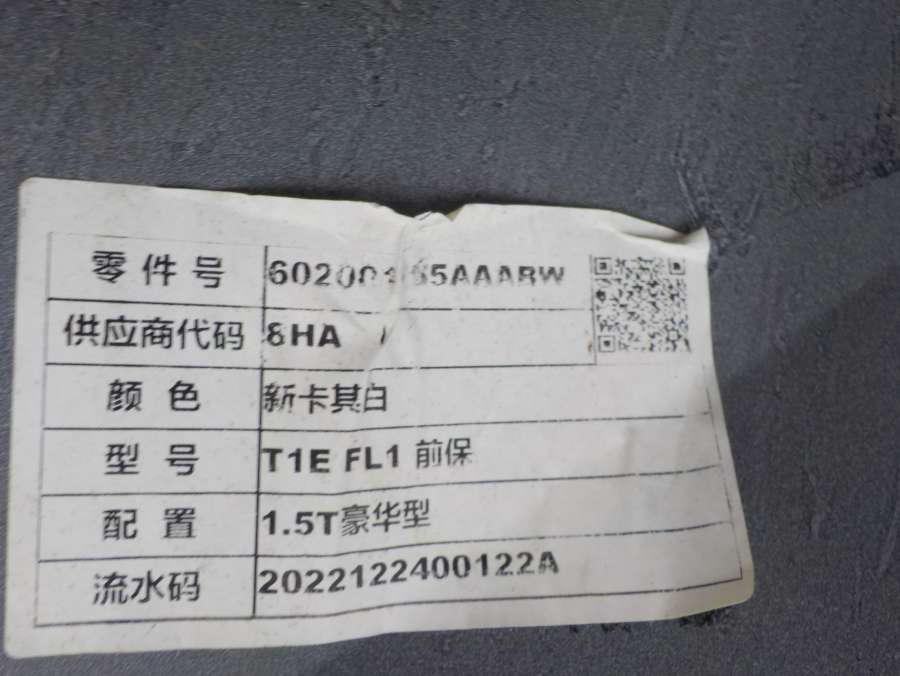 零件号
供应商代码 8HA
颜色 新卡其白
型号 T1E FL1 前保
配置 1.5T豪华型
流水码 2022122400122A